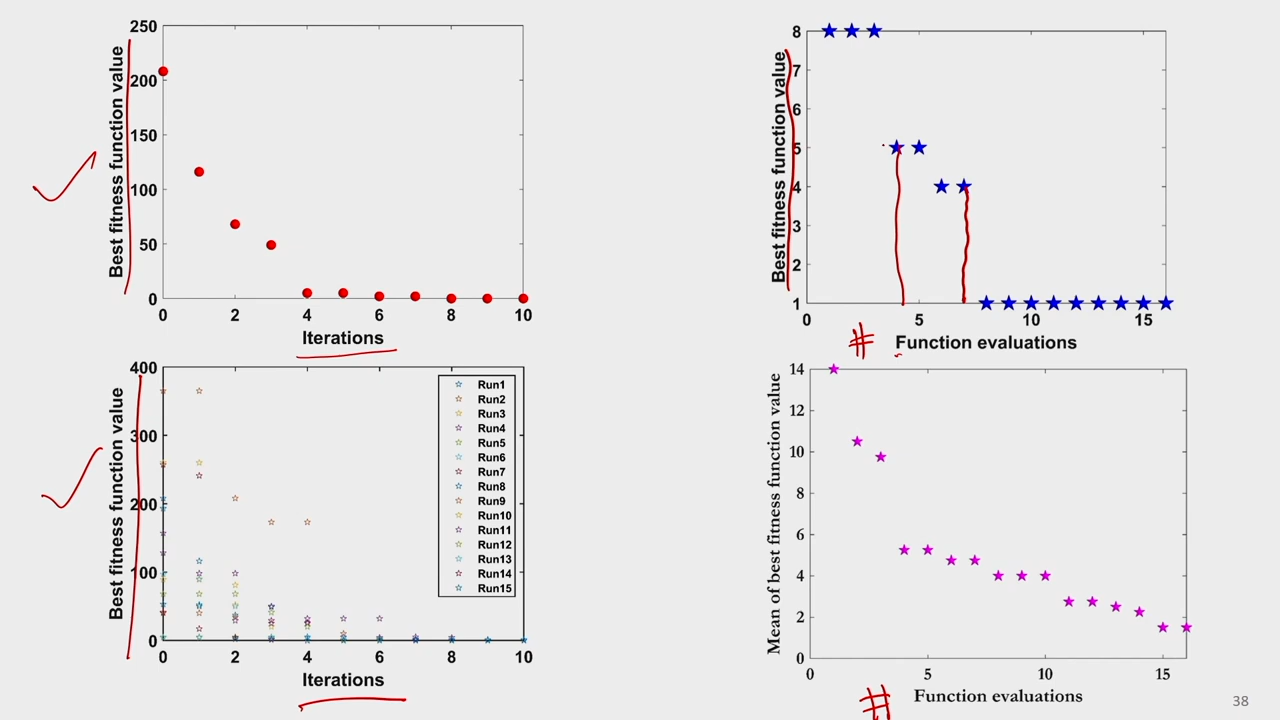 Best fitness function value
250
200
150
100
50
0
0 2 4 6 8 10
Iterations
Best fitness function value
8
7
6
5
4
3
2
1
0 5 10 15
# Function evaluations
Best fitness function value
400
300
200
100
0
0 2 4 6 8 10
Iterations
Run1
Run2
Run3
Run4
Run5
Run6
Run7
Run8
Run9
Run10
Run11
Run12
Run13
Run14
Run15
Mean of best fitness function value
14
12
10
8
6
4
2
0
0 5 10 15
# Function evaluations
38